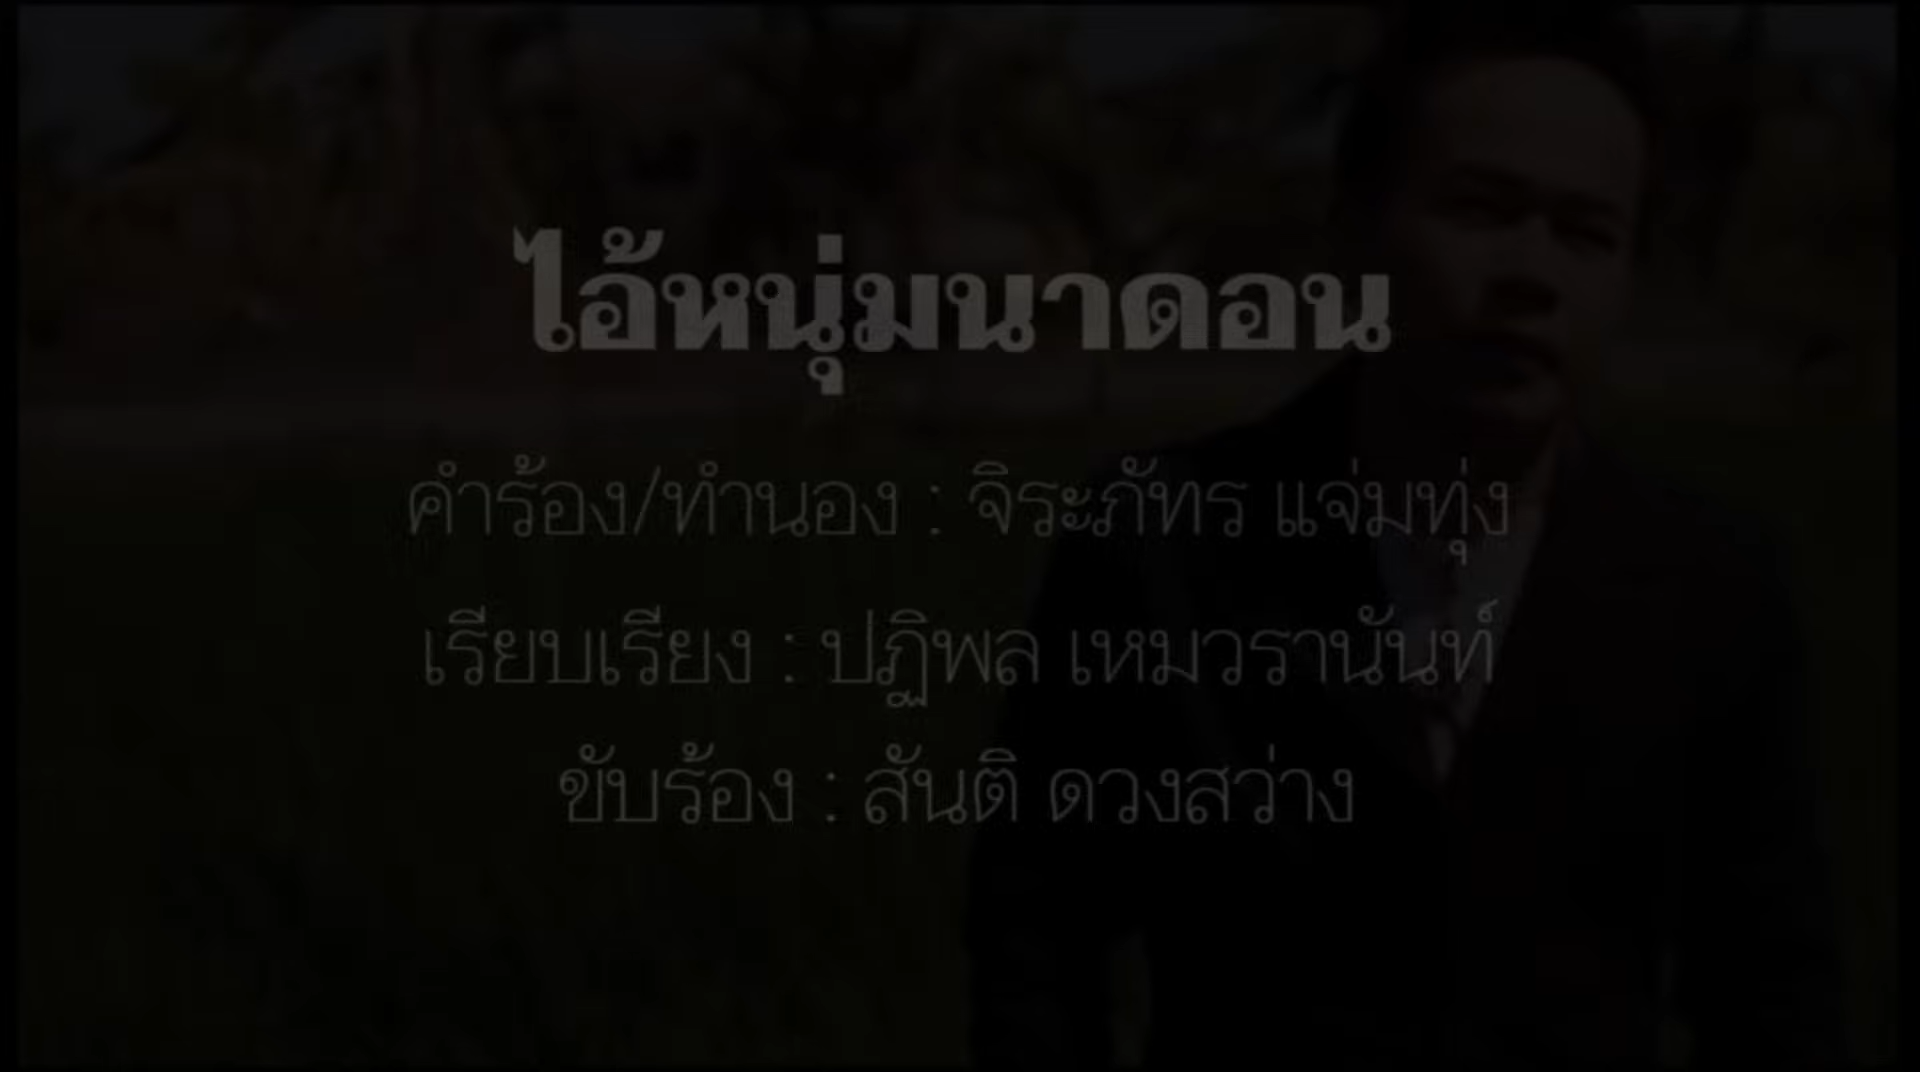 ไอ้หนุ่มนาดอน
คำร้อง/ทำนอง : จิระภัทร แจ่มทุ่ง
เรียบเรียง : ปฏิพล เหมวรานันท์
ขับร้อง : สันติ ดวงสว่าง